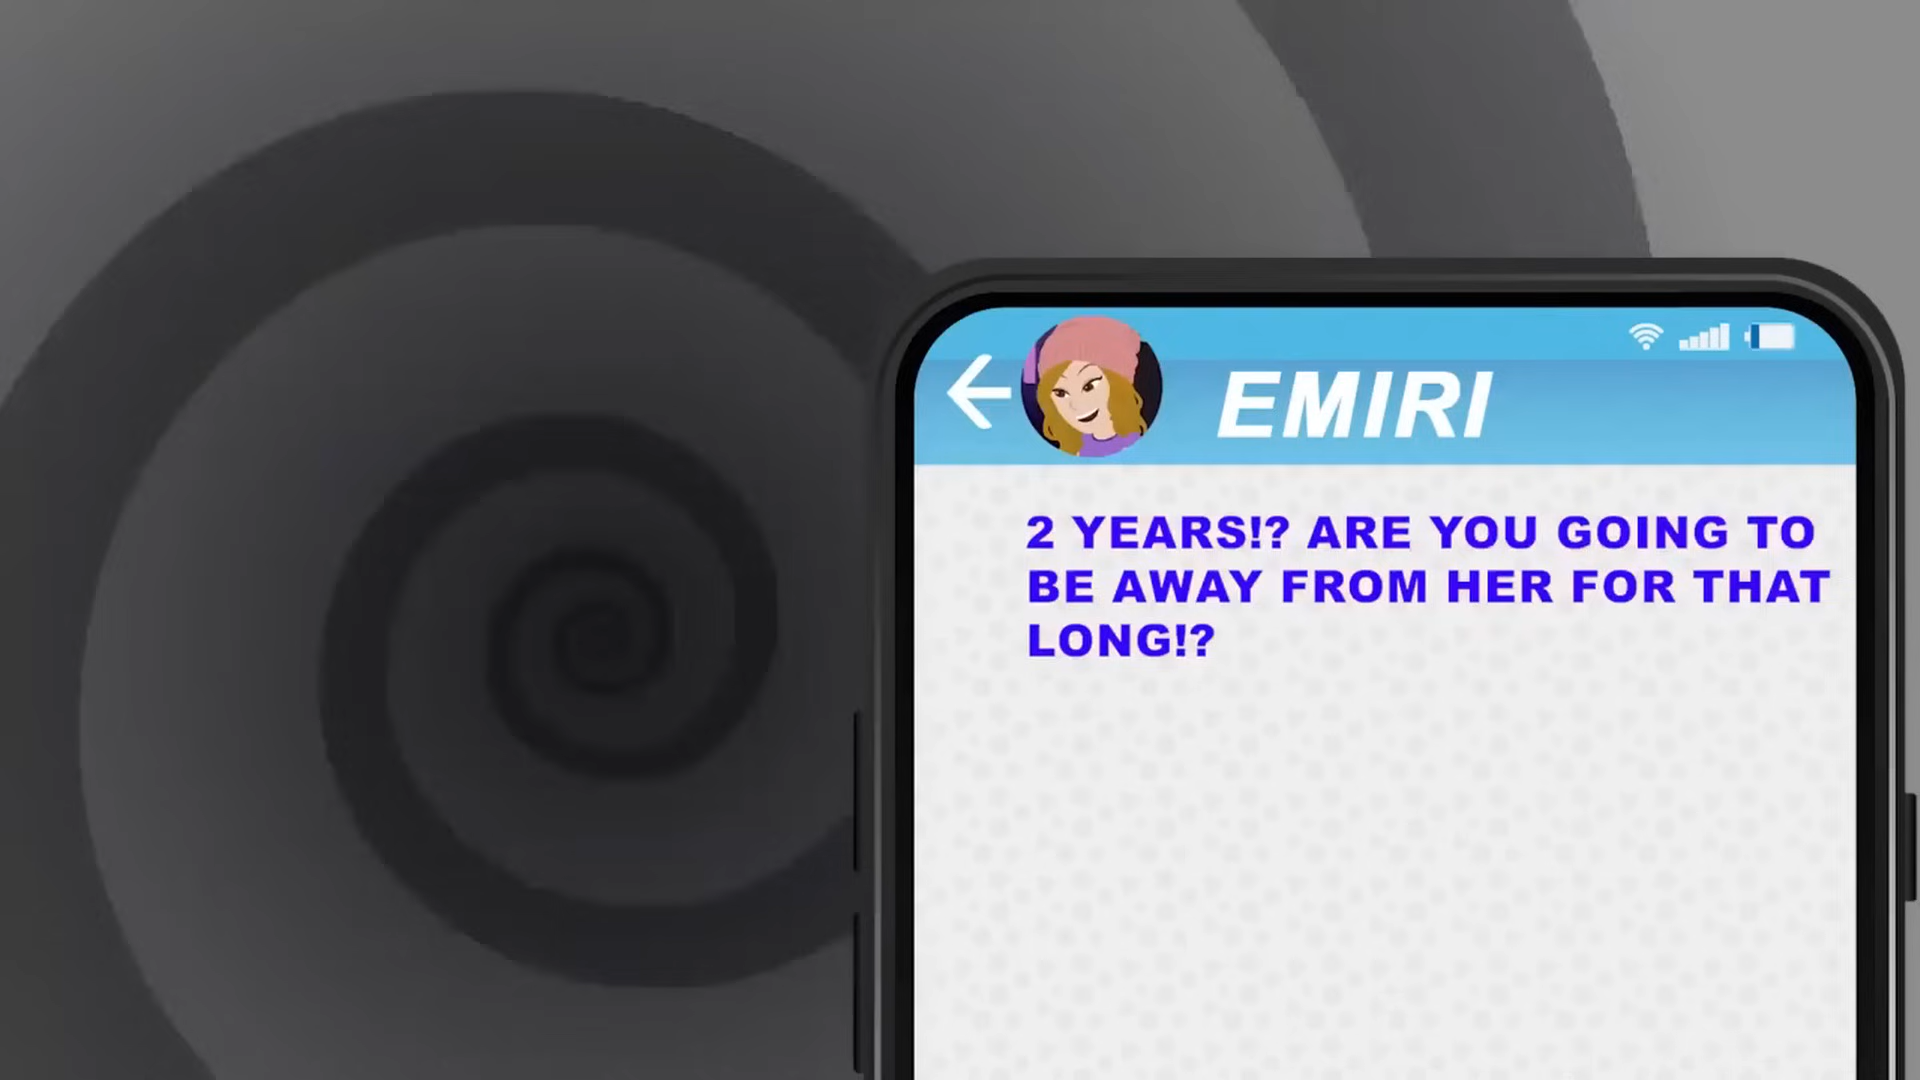 EMIRI
2 YEARS!? ARE YOU GOING TO
BE AWAY FROM HER FOR THAT
LONG!?